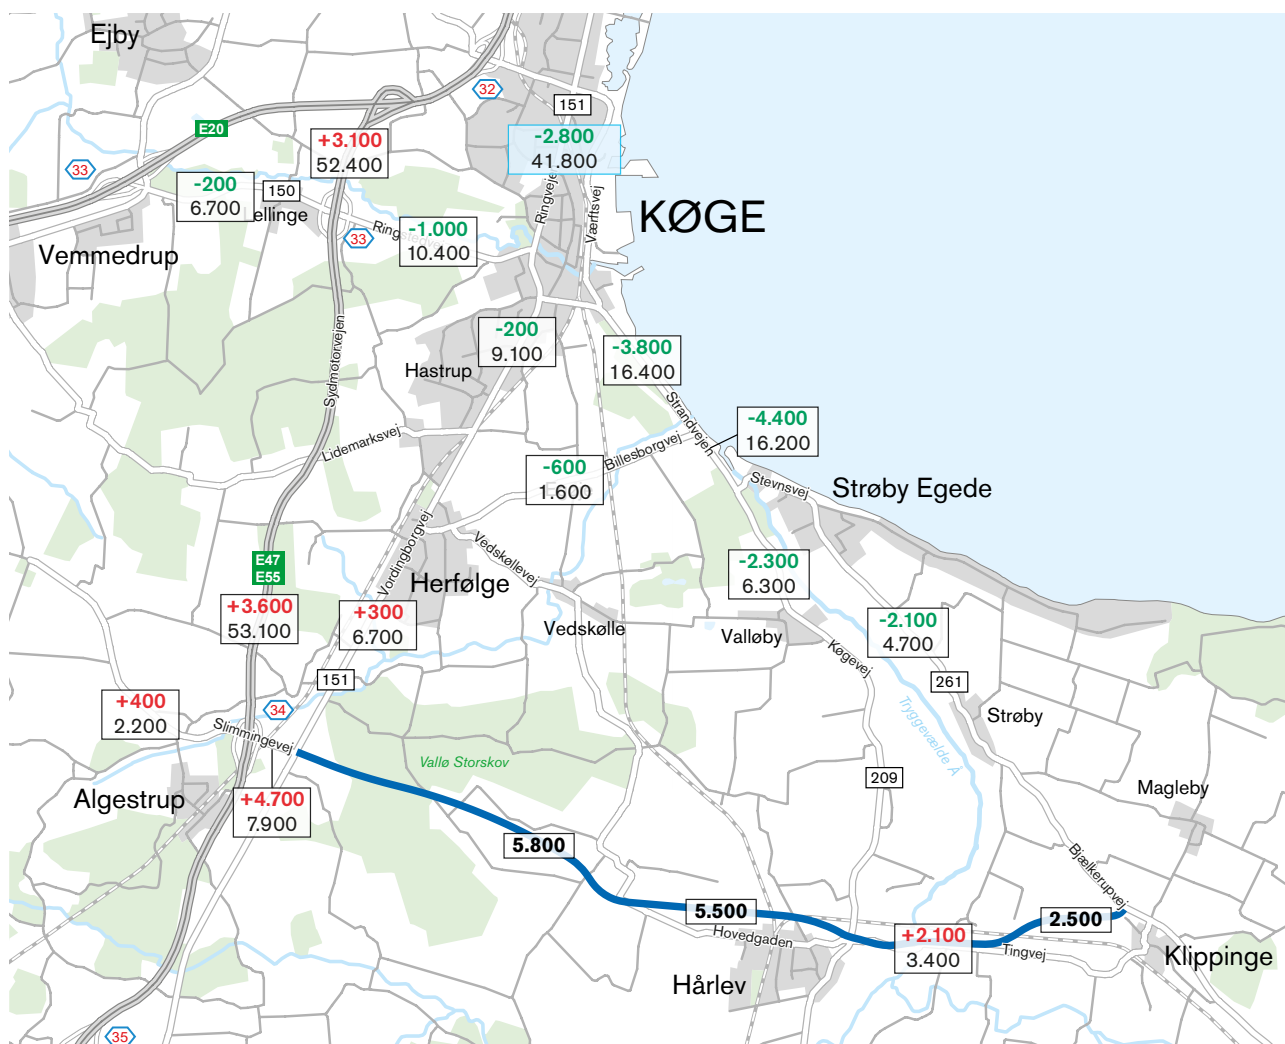 Ejby
32
151
E20
+3.100
52.400
-2.800
41.800
33
-200
6.700
150
Lellinge
Ringstedvej
33
-1.000
10.400
Ringvejen
Værftsvej
KØGE
Vemmedrup
Sydmotorvejen
-200
9.100
-3.800
16.400
Hastrup
Strandvejen
-4.400
16.200
Lidemarksvej
Billesborgvej
-600
1.600
Stevnsvej
Strøby Egede
Vordingborgvej
Vedskøllevej
E47
E55
Herfølge
-2.300
6.300
+3.600
53.100
+300
6.700
Vedskølle
Valløby
-2.100
4.700
Køgevej
151
261
+400
2.200
34
Slimmingevej
Tryggevælde Å
Strøby
Vallø Storskov
209
Magleby
Algestrup
+4.700
7.900
5.800
Bjælkerupvej
5.500
2.500
Hovedgaden
+2.100
3.400
Tingvej
Klippinge
Hårlev
35